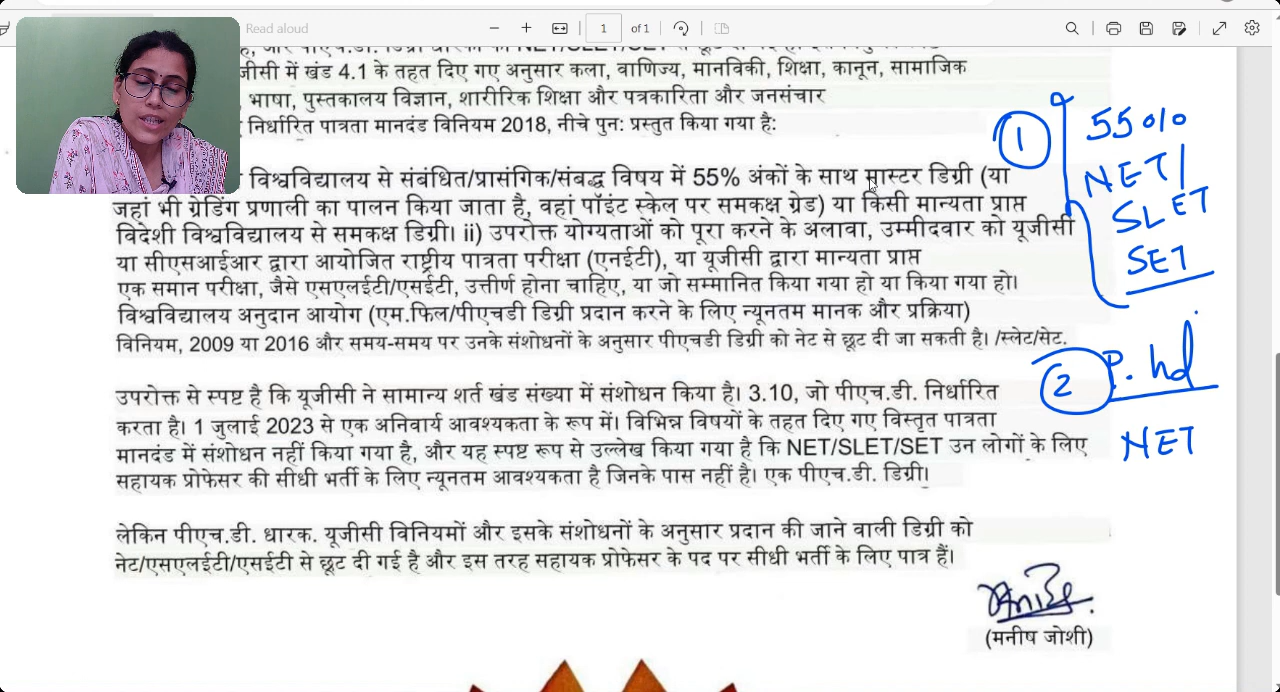 Read aloud
1 of 1
है, और पीएच.डी. डिग्री धारकों को NET/SLET/SET से छूट दी गई है।
जीसी में खंड 4.1 के तहत दिए गए अनुसार कला, वाणिज्य, मानविकी, शिक्षा, कानून, सामाजिक
भाषा, पुस्तकालय विज्ञान, शारीरिक शिक्षा और पत्रकारिता और जनसंचार
निर्धारित पात्रता मानदंड विनियम 2018, नीचे पुन: प्रस्तुत किया गया है:
विश्वविद्यालय से संबंधित/प्रासंगिक/संबद्ध विषय में 55% अंकों के साथ मास्टर डिग्री (या
जहां भी ग्रेडिंग प्रणाली का पालन किया जाता है, वहां पॉइंट स्केल पर समकक्ष ग्रेड) या किसी मान्यता प्राप्त
विदेशी विश्वविद्यालय से समकक्ष डिग्री। ii) उपरोक्त योग्यताओं को पूरा करने के अलावा, उम्मीदवार को यूजीसी
या सीएसआईआर द्वारा आयोजित राष्ट्रीय पात्रता परीक्षा (एनईटी), या यूजीसी द्वारा मान्यता प्राप्त
एक समान परीक्षा, जैसे एसएलईटी/एसईटी, उत्तीर्ण होना चाहिए, या जो सम्मानित किया गया हो या किया गया हो।
विश्वविद्यालय अनुदान आयोग (एम.फिल/पीएचडी डिग्री प्रदान करने के लिए न्यूनतम मानक और प्रक्रिया)
विनियम, 2009 या 2016 और समय-समय पर उनके संशोधनों के अनुसार पीएचडी डिग्री को नेट से छूट दी जा सकती है। /स्लेट/सेट.
उपरोक्त से स्पष्ट है कि यूजीसी ने सामान्य शर्त खंड संख्या में संशोधन किया है। 3.10, जो पीएच.डी. निर्धारित
करता है। 1 जुलाई 2023 से एक अनिवार्य आवश्यकता के रूप में। विभिन्न विषयों के तहत दिए गए विस्तृत पात्रता
मानदंड में संशोधन नहीं किया गया है, और यह स्पष्ट रूप से उल्लेख किया गया है कि NET/SLET/SET उन लोगों के लिए
सहायक प्रोफेसर की सीधी भर्ती के लिए न्यूनतम आवश्यकता है जिनके पास नहीं है। एक पीएच.डी. डिग्री।
लेकिन पीएच.डी. धारक. यूजीसी विनियमों और इसके संशोधनों के अनुसार प्रदान की जाने वाली डिग्री को
नेट/एसएलईटी/एसईटी से छूट दी गई है और इस तरह सहायक प्रोफेसर के पद पर सीधी भर्ती के लिए पात्र हैं।
(मनीष जोशी)
1 55%
NET/
SLET
SET
2 P.hd
NET